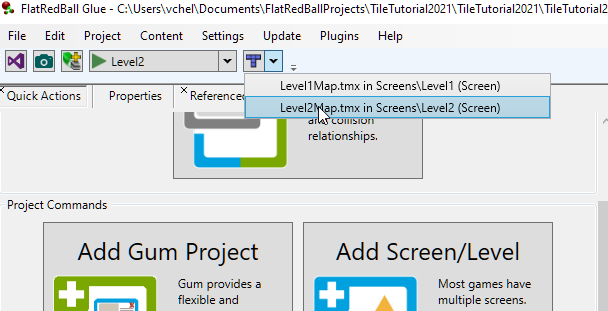 FlatRedBall Glue - C:\Users\vchel\Documents\FlatRedBallProjects\TileTutorial2021\TileTutorial2021\TileTutorial2
File Edit Project Content Settings Update Plugins Help
Level2
Level1Map.tmx in Screens\Level1 (Screen)
Quick Actions Properties Referenced
Level2Map.tmx in Screens\Level2 (Screen)
and collision
relationships.
Project Commands
Add Gum Project Add Screen/Level
Gum provides a Most games have
flexible and multiple screens.